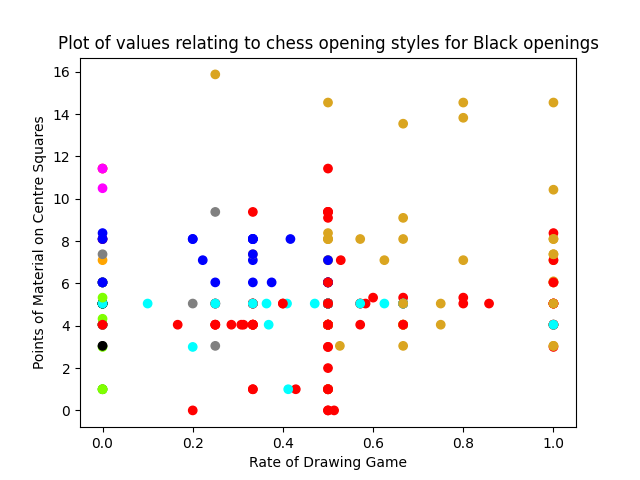 Plot of values relating to chess opening styles for Black openings
16
14
12
10
8
6
4
2
0
Points of Material on Centre Squares
0.0 0.2 0.4 0.6 0.8 1.0
Rate of Drawing Game